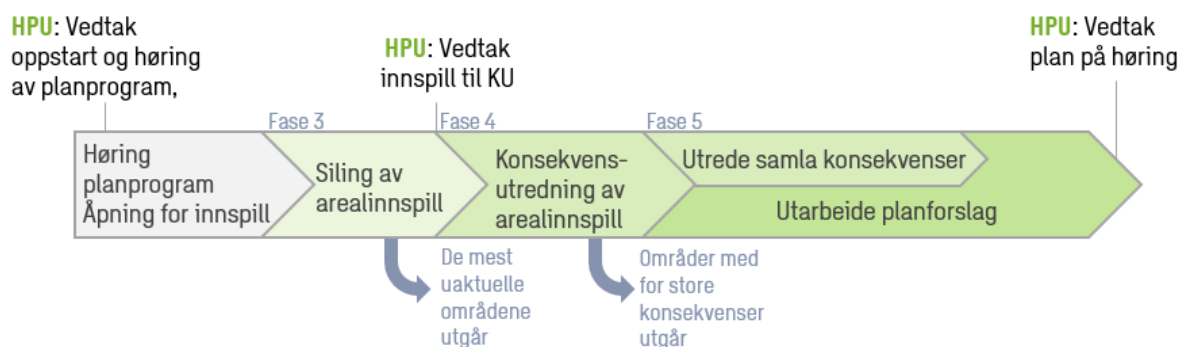 HPU: Vedtak
oppstart og høring
av planprogram,
HPU: Vedtak
innspill til KU
HPU: Vedtak
plan på høring
Fase 3
Fase 4
Fase 5
Høring
planprogram
Åpning for innspill
Siling av
arealinnspill
Konsekvens-
utredning av
arealinnspill
Utrede samla konsekvenser
Utarbeide planforslag
De mest
uaktuelle
områdene
utgår
Områder med
for store
konsekvenser
utgår